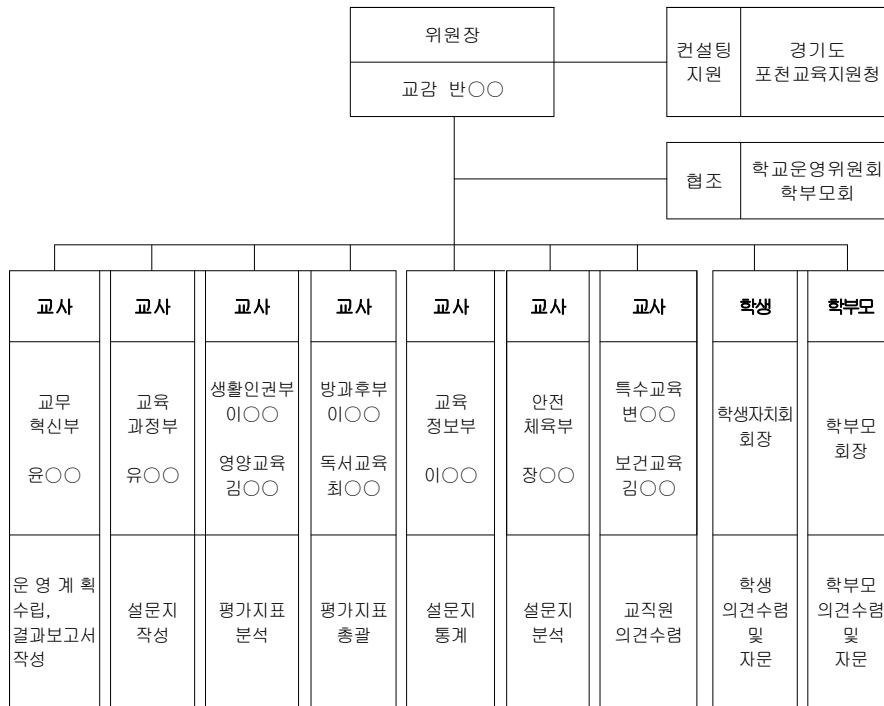 위원장
교감 반○○
컨설팅
지원
경기도
포천교육지원청
협조
학교운영위원회
학부모회
교사
교무
혁신부
윤○○
운 영 계 획
수립,
결과보고서
작성
교사
교육
과정부
유○○
설문지
작성
교사
생활인권부
이○○
영양교육
김○○
평가지표
분석
교사
방과후부
이○○
독서교육
최○○
평가지표
총괄
교사
교육
정보부
이○○
설문지
통계
교사
안전
체육부
장○○
설문지
분석
교사
특수교육
변○○
보건교육
김○○
교직원
의견수렴
학생
학생자치회
회장
학생
의견수렴
및
자문
학부모
학부모
회장
학부모
의견수렴
및
자문